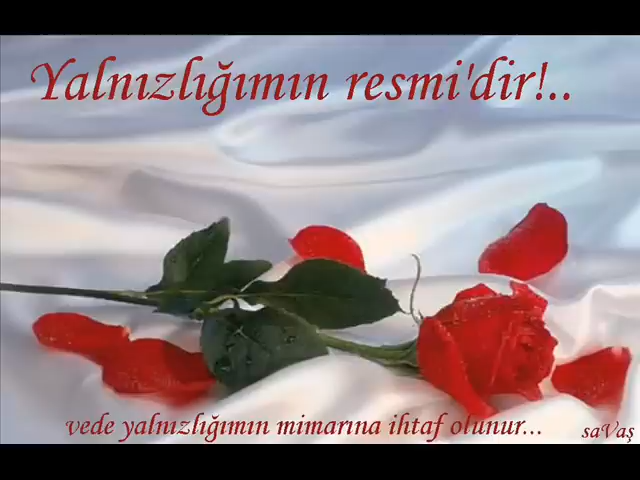 Yalnızlığımın resmi'dir!..
vede yalnızlığımın mimarına ihtaf olunur...
saVaş